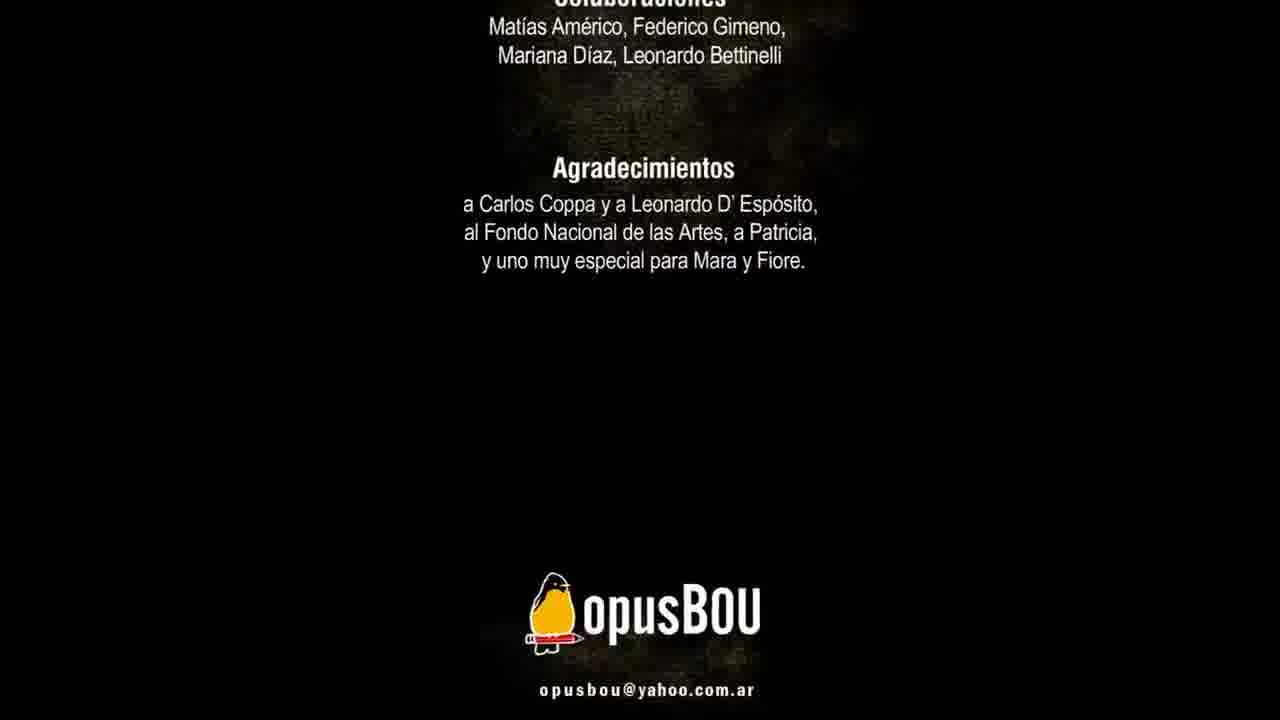 Colaboraciones
Matías Américo, Federico Gimeno,
Mariana Díaz, Leonardo Bettinelli
Agradecimientos
a Carlos Coppa y a Leonardo D' Espósito,
al Fondo Nacional de las Artes, a Patricia,
y uno muy especial para Mara y Fiore.
opusBOU
opusbou@yahoo.com.ar